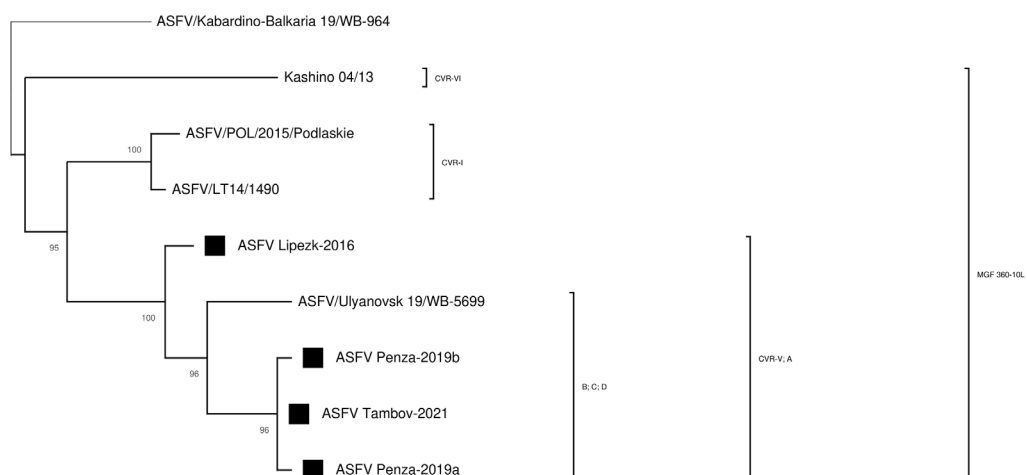 ASFV/Kabardino-Balkaria 19/WB-964
Kashino 04/13
CVR-VI
ASFV/POL/2015/Podlaskie
100
CVR-I
ASFV/LT14/1490
95
ASFV Lipezk-2016
MGF 360-10L
ASFV/Ulyanovsk 19/WB-5699
100
ASFV Penza-2019b
CVR-V; A
96
B; C; D
ASFV Tambov-2021
96
ASFV Penza-2019a